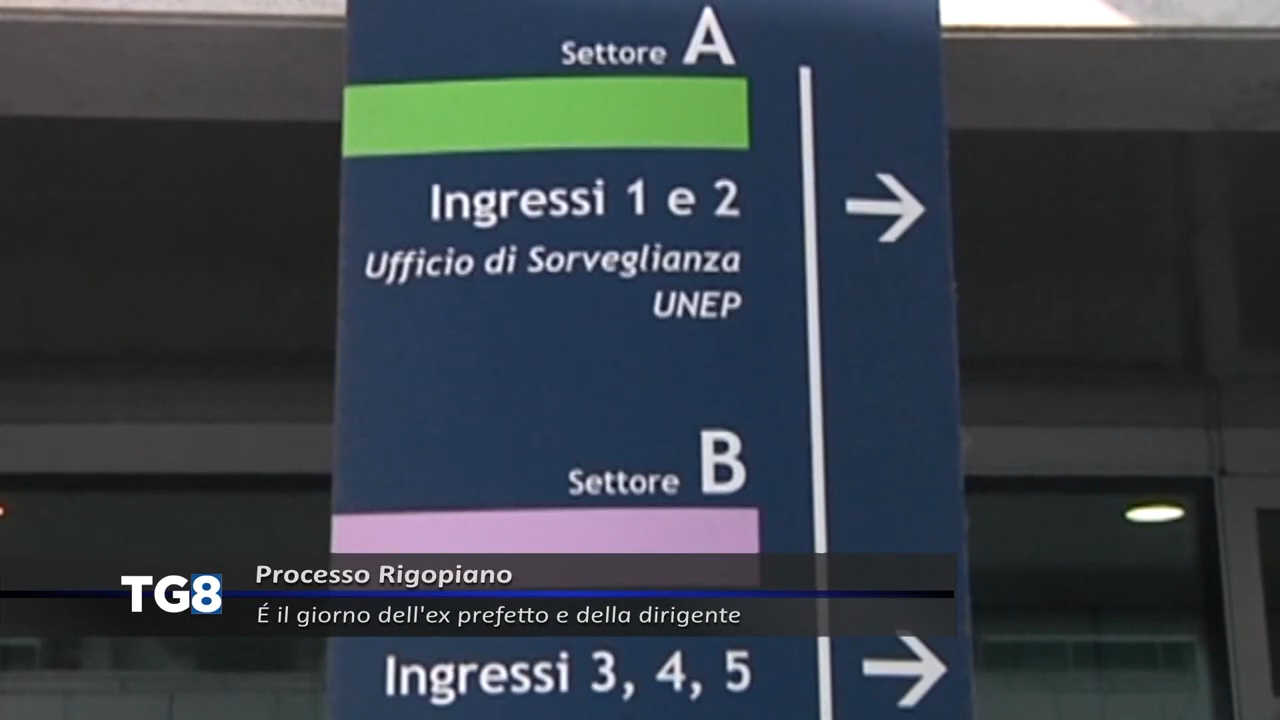 Settore A
Ingressi 1 e 2
Ufficio di Sorveglianza
UNEP
Settore B
TG8
Processo Rigopiano
É il giorno dell'ex prefetto e della dirigente
Ingressi 3, 4, 5